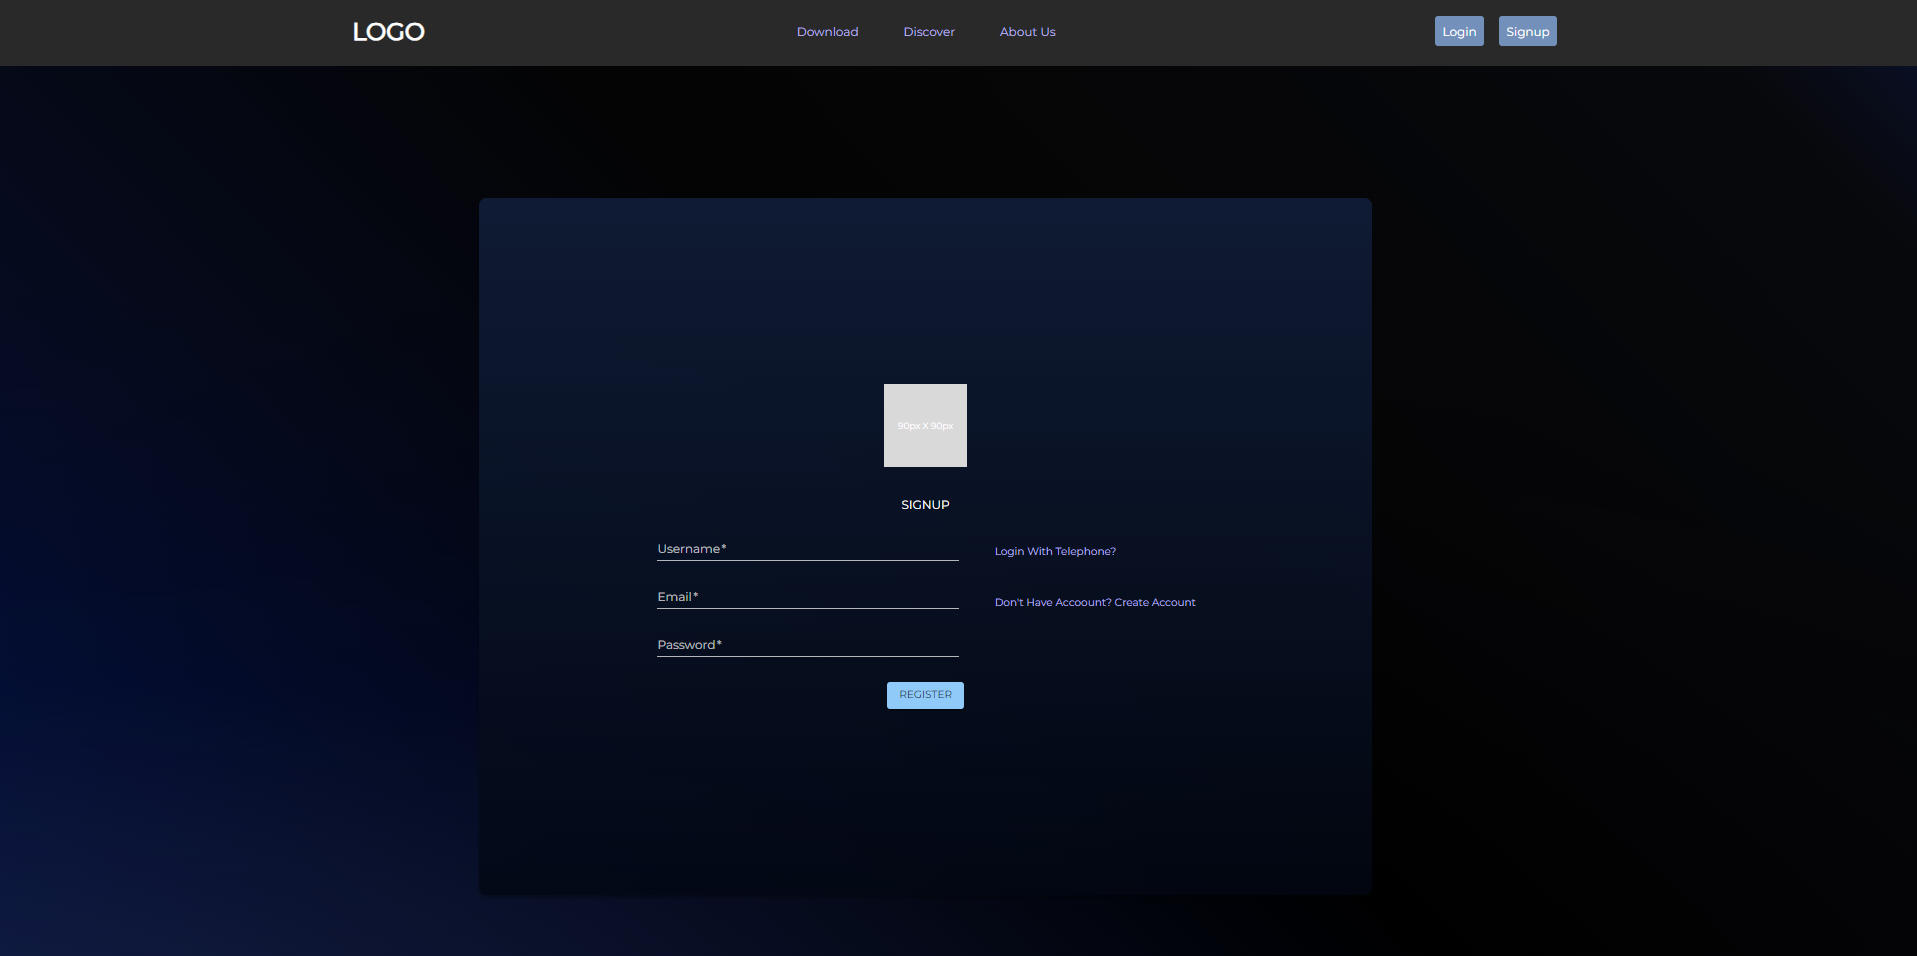 LOGO
Download
Discover
About Us
Login
Signup
90px X 90px
SIGNUP
Username*
Login With Telephone?
Email*
Don't Have Accoount? Create Account
Password*
REGISTER